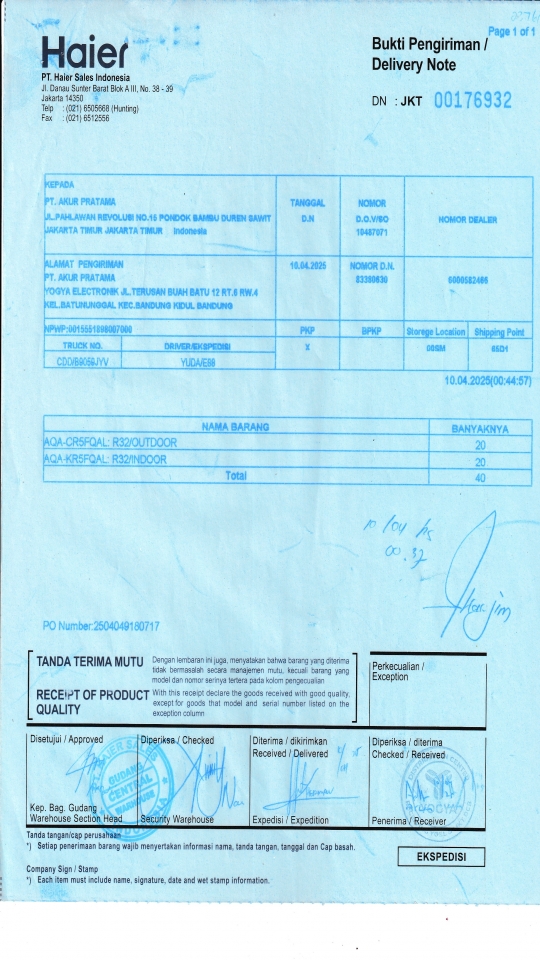 Page 1 of 1
Haier
PT. Haier Sales Indonesia
Jl. Danau Sunter Barat Blok A III, No. 38 - 39
Jakarta 14350
Telp : (021) 6505668 (Hunting)
Fax : (021) 6512556
Bukti Pengiriman /
Delivery Note
DN : JKT 00176932
KEPADA
PT. AKUR PRATAMA
JL.PAHLAWAN REVOLUSI NO.15 PONDOK BAMBU DUREN SAWIT
JAKARTA TIMUR JAKARTA TIMUR Indonesia
TANGGAL
D.N
NOMOR
D.O.V/SO
10487071
NOMOR DEALER
ALAMAT PENGIRIMAN
PT. AKUR PRATAMA
YOGYA ELECTRONIK JL.TERUSAN BUAH BATU 12 RT.6 RW.4
KEL.BATUNUNGGAL KEC.BANDUNG KIDUL BANDUNG
10.04.2025
NOMOR D.N.
83380630
NPWP:
PKP
BPKP
Storege Location
Shipping Point
TRUCK NO.
DRIVER/EKSPEDISI
X
CDD/B9059JYV
10.04.2025(00:44:57)
NAMA BARANG BANYAKNYA
AQA-CR5FQAL: R32/OUTDOOR 20
AQA-KR5FQAL: R32/INDOOR 20
Total 40
00.37
PO Number:2504049180717
TANDA TERIMA MUTU
Dengan lembaran ini juga, menyatakan bahwa barang yang diterima
tidak bermasalah secara manajemen mutu, kecuali barang yang
model dan nomor serinya tertera pada kolom pengecualian
RECEIPT OF PRODUCT
QUALITY
With this receipt declare the goods received with good quality,
except for goods that model and serial number listed on the
exception column
Perkecualian /
Exception
Disetujui / Approved
Diperiksa / Checked
Diterima / dikirimkan
Received / Delivered
Diperiksa / diterima
Checked / Received
GUDANG
CENTRAL
WAREHOUSE
Kep. Bag. Gudang
Warehouse Section Head
Security Warehouse
Expedisi / Expedition
Penerima / Receiver
Tanda tangan/cap perusahaan
*) Setiap penerimaan barang wajib menyertakan informasi nama, tanda tangan, tanggal dan Cap basah.
EKSPEDISI
Company Sign / Stamp
*) Each item must include name, signature, date and wet stamp information.